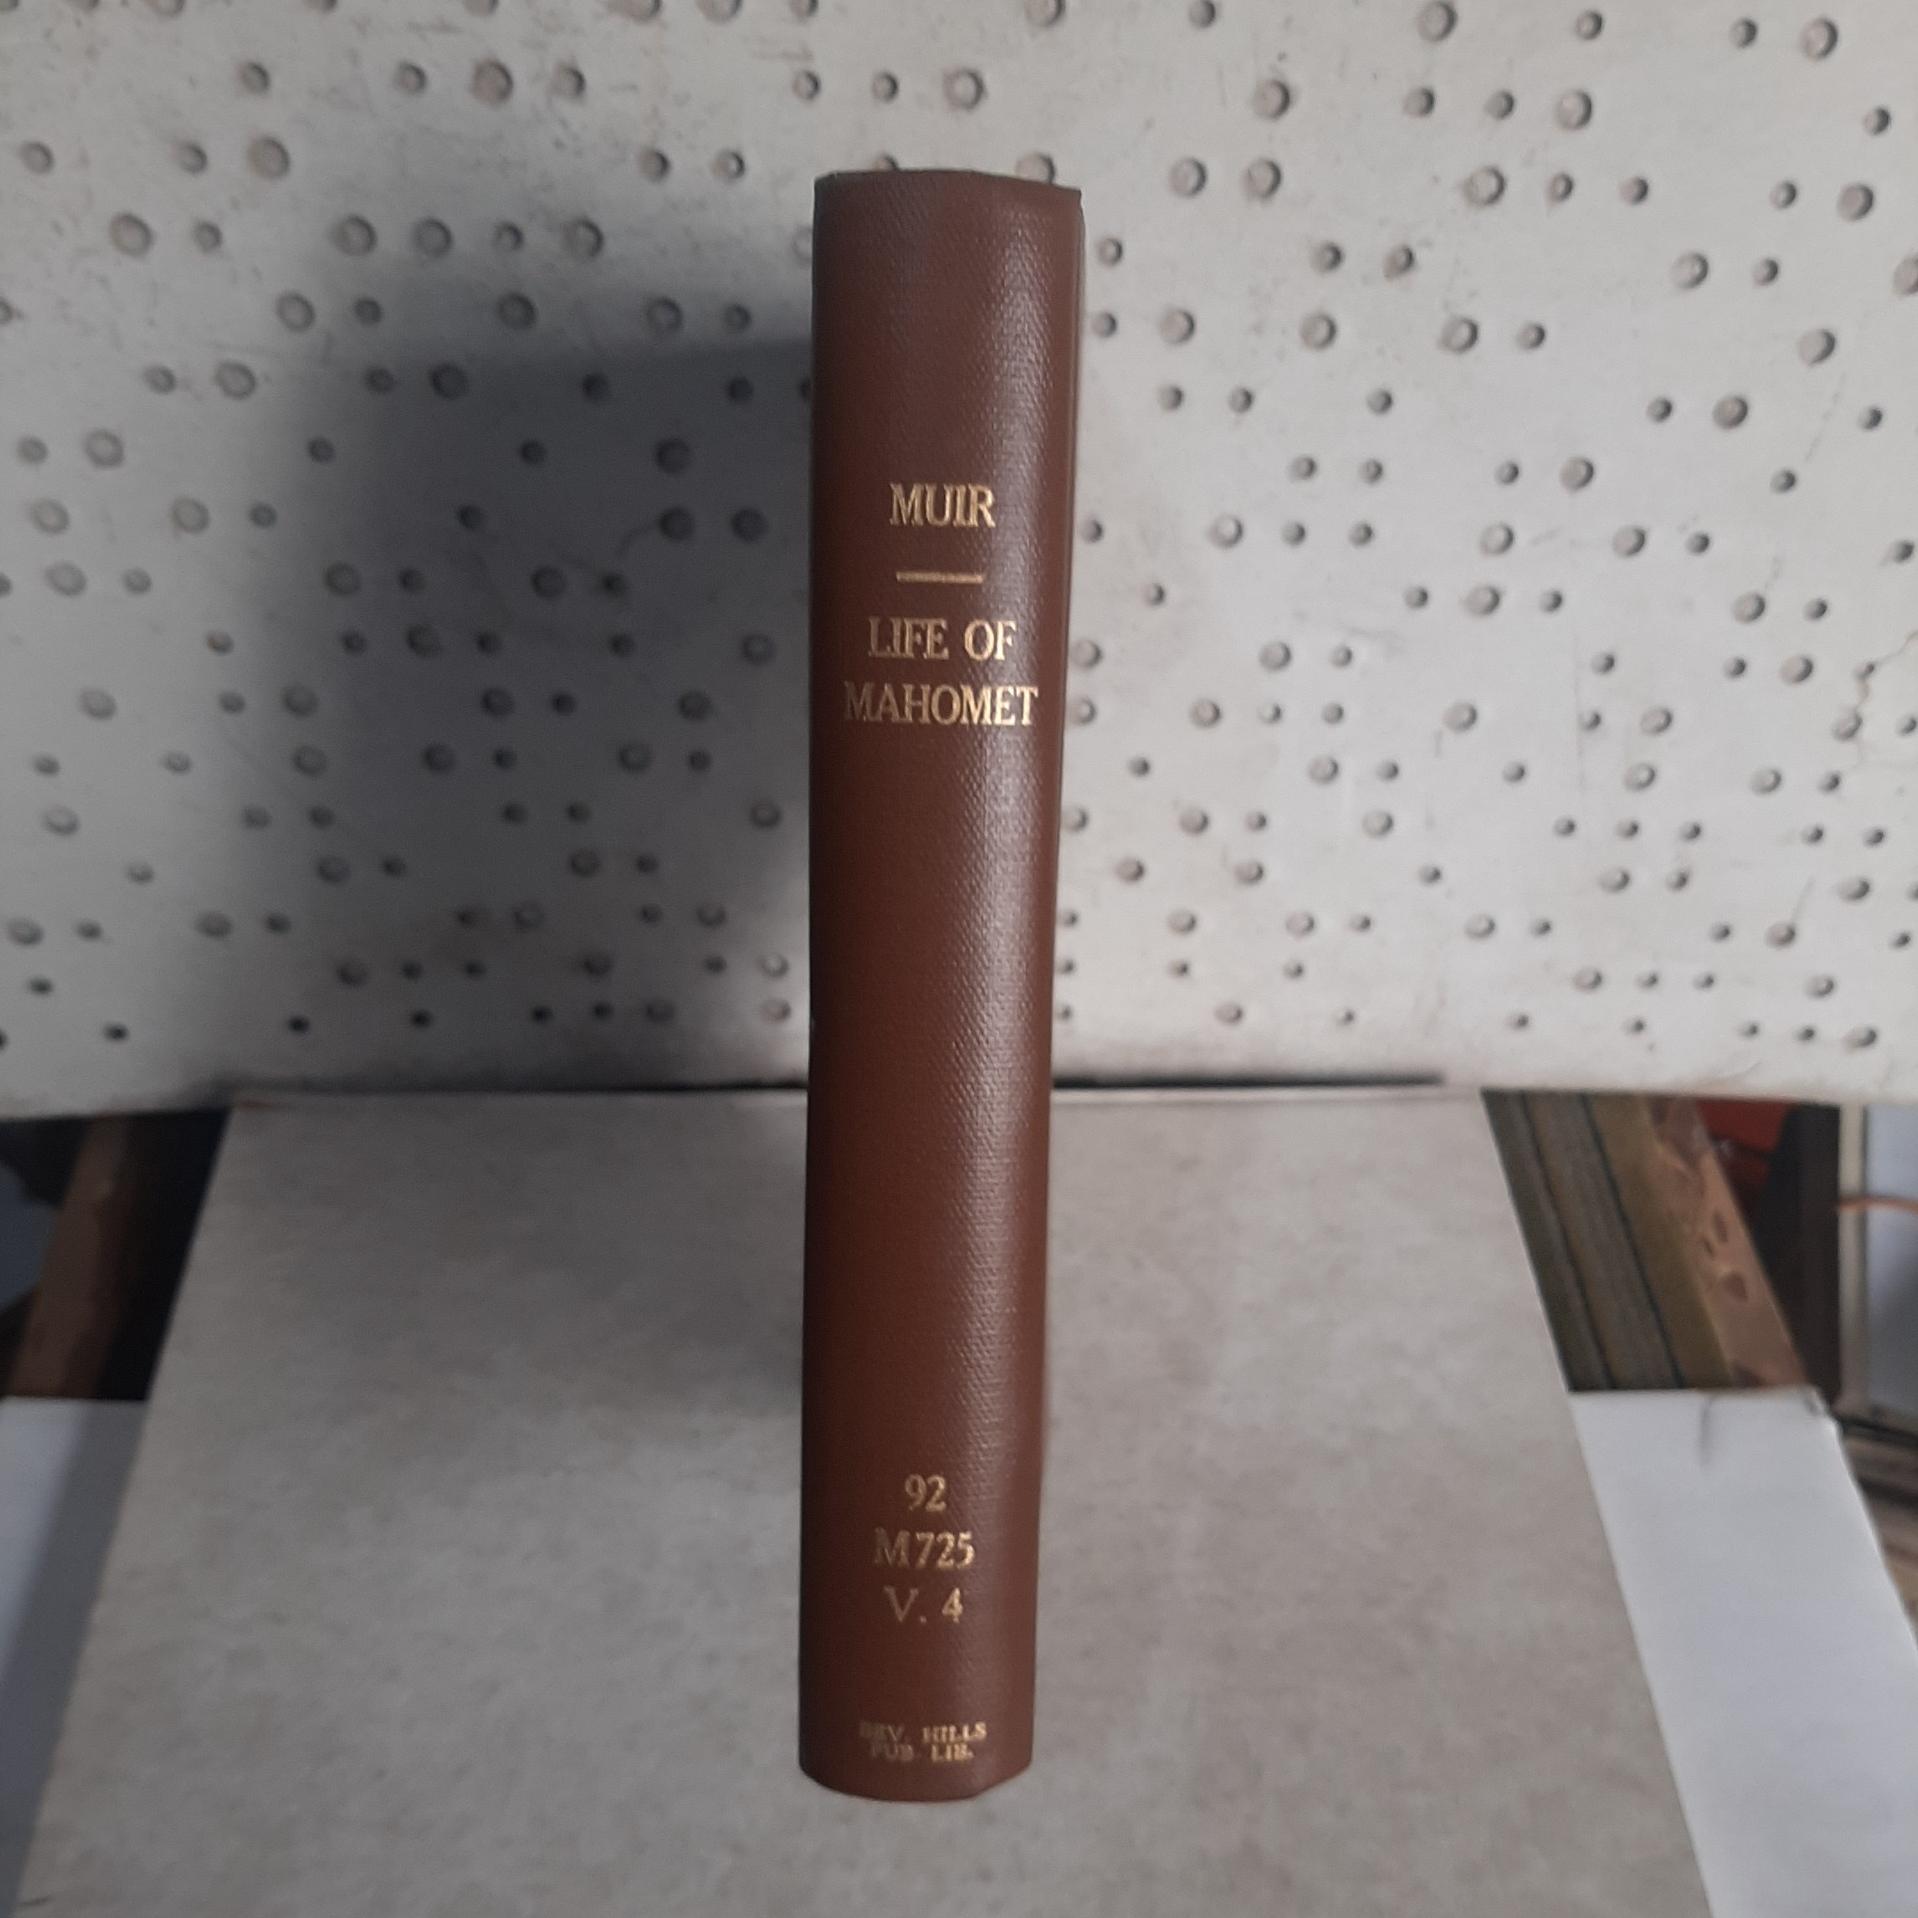 MUIR
LIFE OF
MAHOMET
92
M725
V. 4
BEV. HILLS
PUB. LIB.